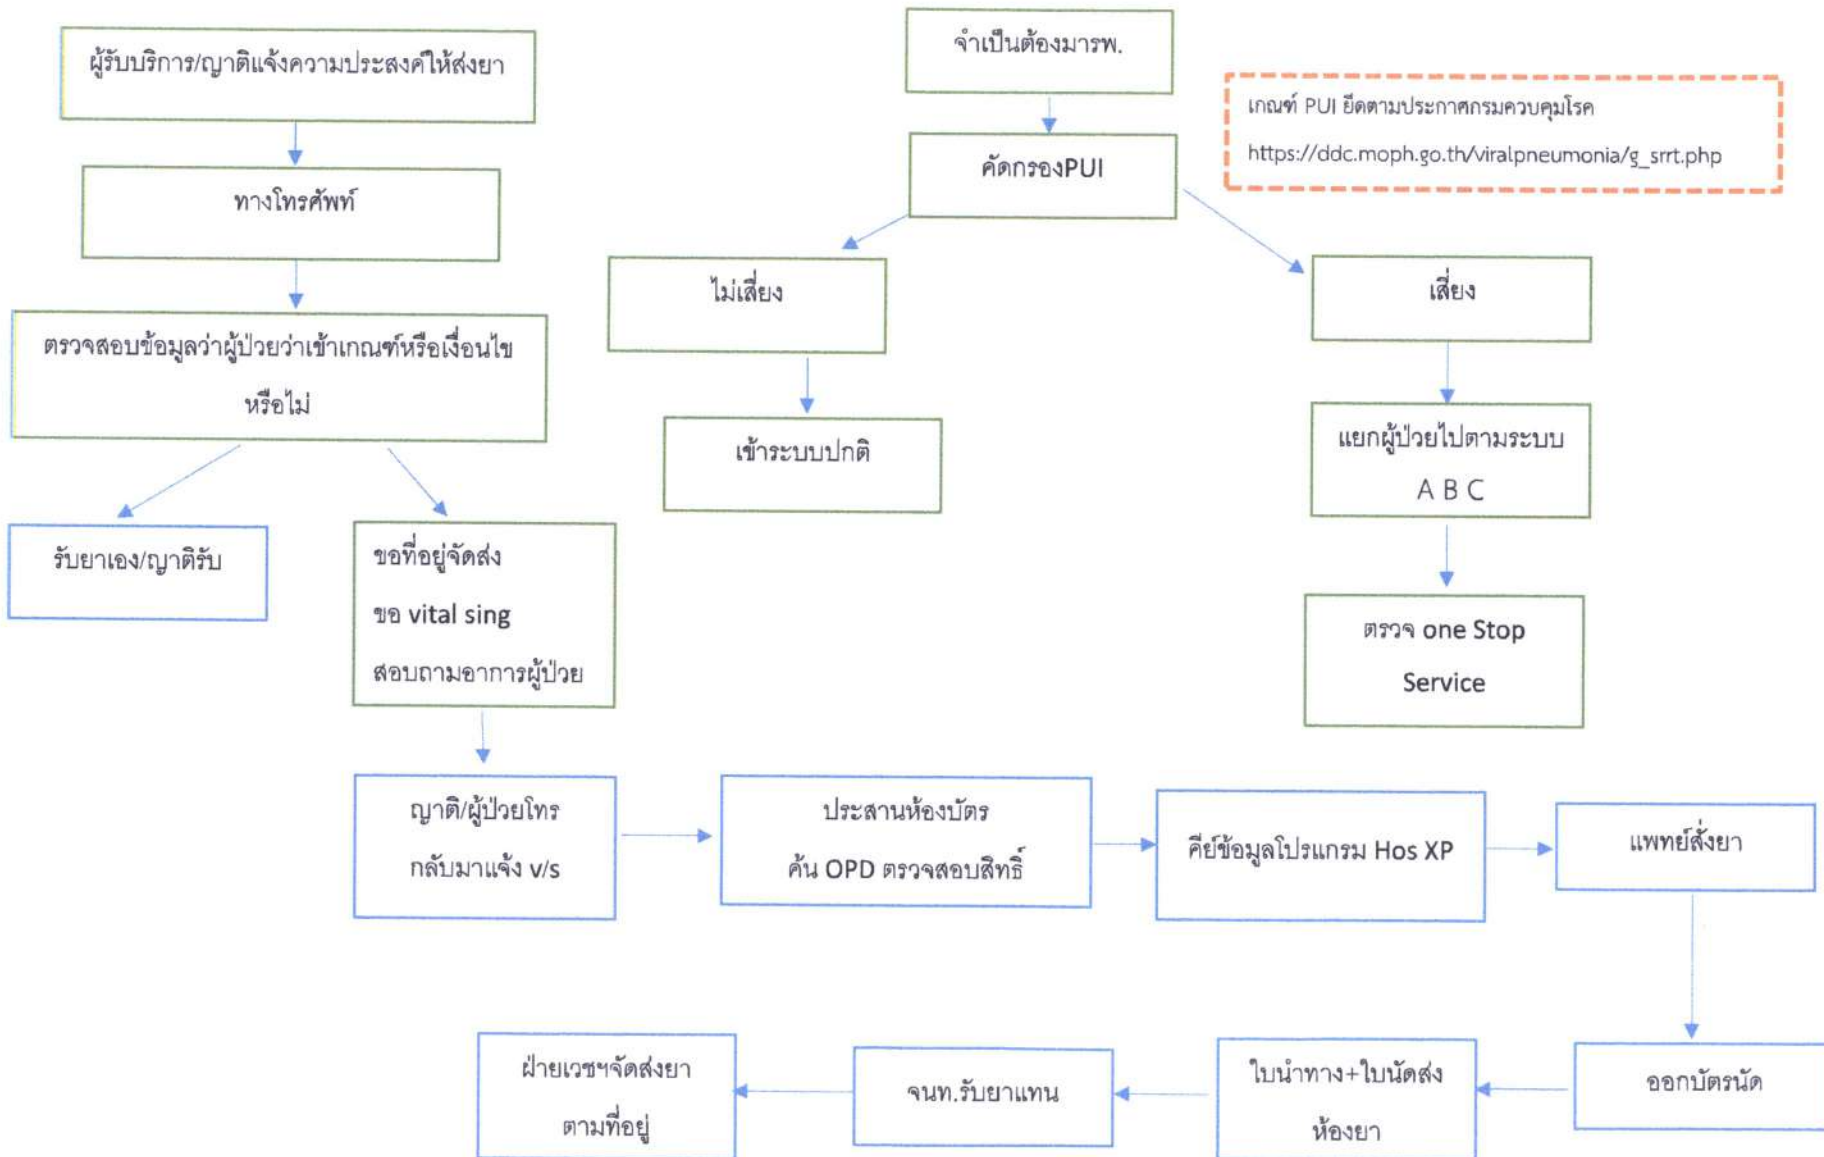 ผู้รับบริการ/ญาติแจ้งความประสงค์ให้ส่งยา
ทางโทรศัพท์
ตรวจสอบข้อมูลว่าผู้ป่วยว่าเข้าเกณฑ์หรือเงื่อนไข
หรือไม่
รับยาเอง/ญาติรับ
ขอที่อยู่จัดส่ง
ขอ vital sing
สอบถามอาการผู้ป่วย
จำเป็นต้องมารพ.
คัดกรองPUI
เกณฑ์ PUI ยึดตามประกาศกรมควบคุมโรค
https://ddc.moph.go.th/viralpneumonia/g_srrt.php
ไม่เสี่ยง
เข้าระบบปกติ
เสี่ยง
แยกผู้ป่วยไปตามระบบ
A B C
ตรวจ one Stop
Service
ญาติ/ผู้ป่วยโทร
กลับมาแจ้ง v/s
ประสานห้องบัตร
ค้น OPD ตรวจสอบสิทธิ์
คีย์ข้อมูลโปรแกรม Hos XP
แพทย์สั่งยา
ออกบัตรนัด
ใบนำทาง+ใบนัดส่ง
ห้องยา
จนท.รับยาแทน
ฝ่ายเวชฯจัดส่งยา
ตามที่อยู่